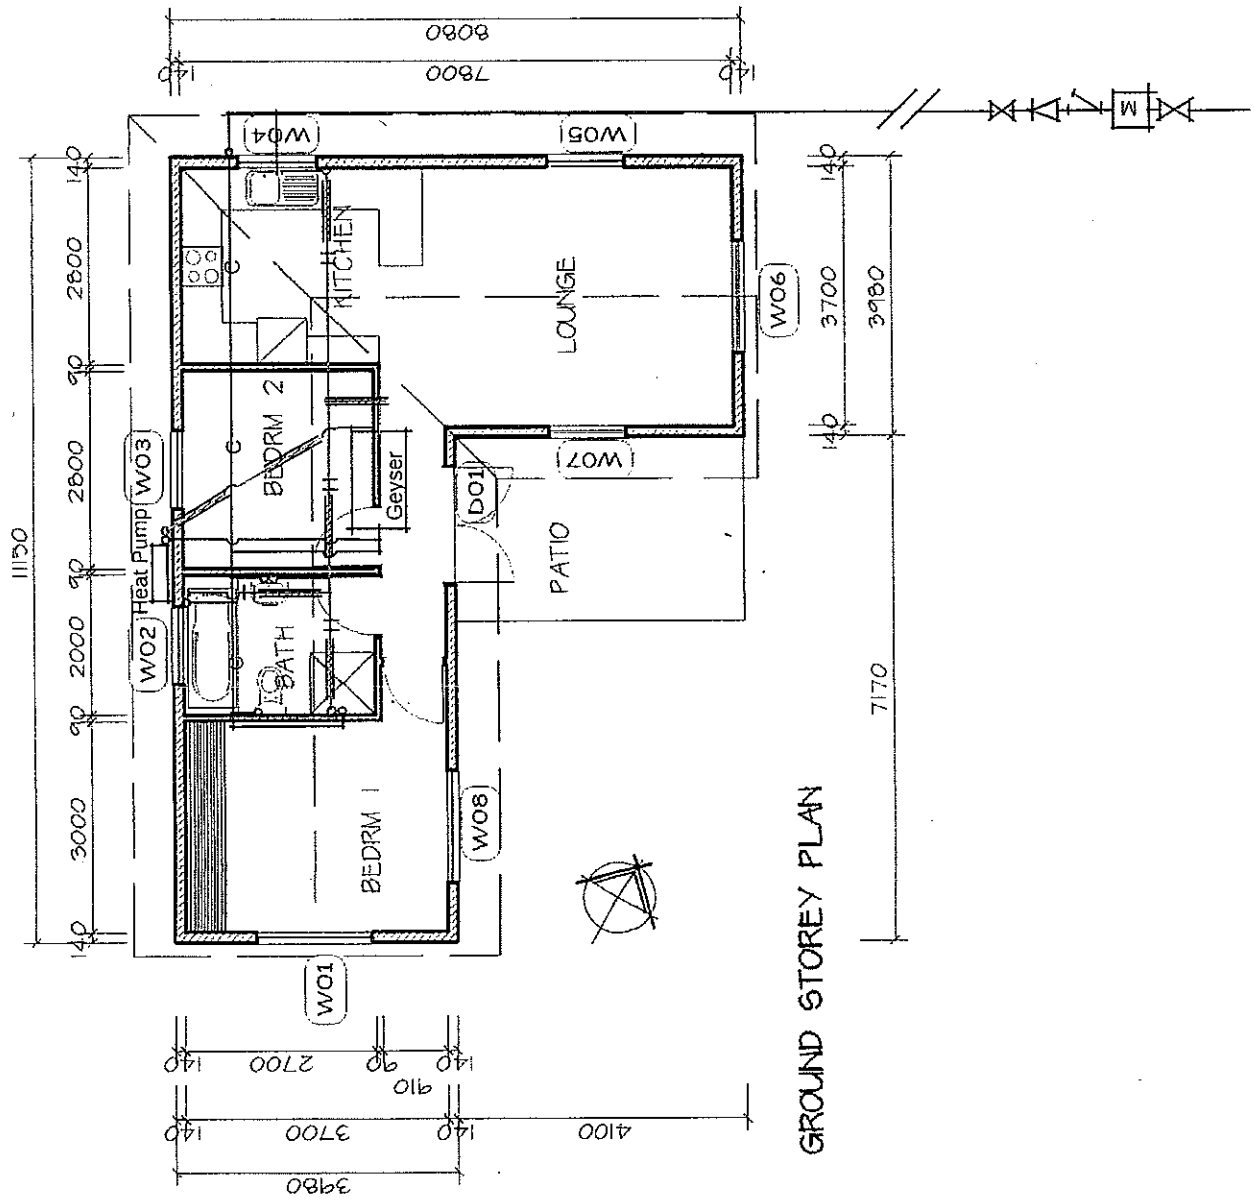 8080
140
7800
140
W04
W05
M
11150
140
2800
90
2800
90
2000
90
3000
140
C
H
KITCHEN
LOUNGE
W06
140
3700
140
3980
W03
Heat Pump
W02
C
BEDRM 2
H
Geyser
W07
D01
PATIO
H
C
BATH
H
BEDRM 1
W08
7170
W01
140
2700
90
140
910
140
3700
140
4100
3980
GROUND STOREY PLAN